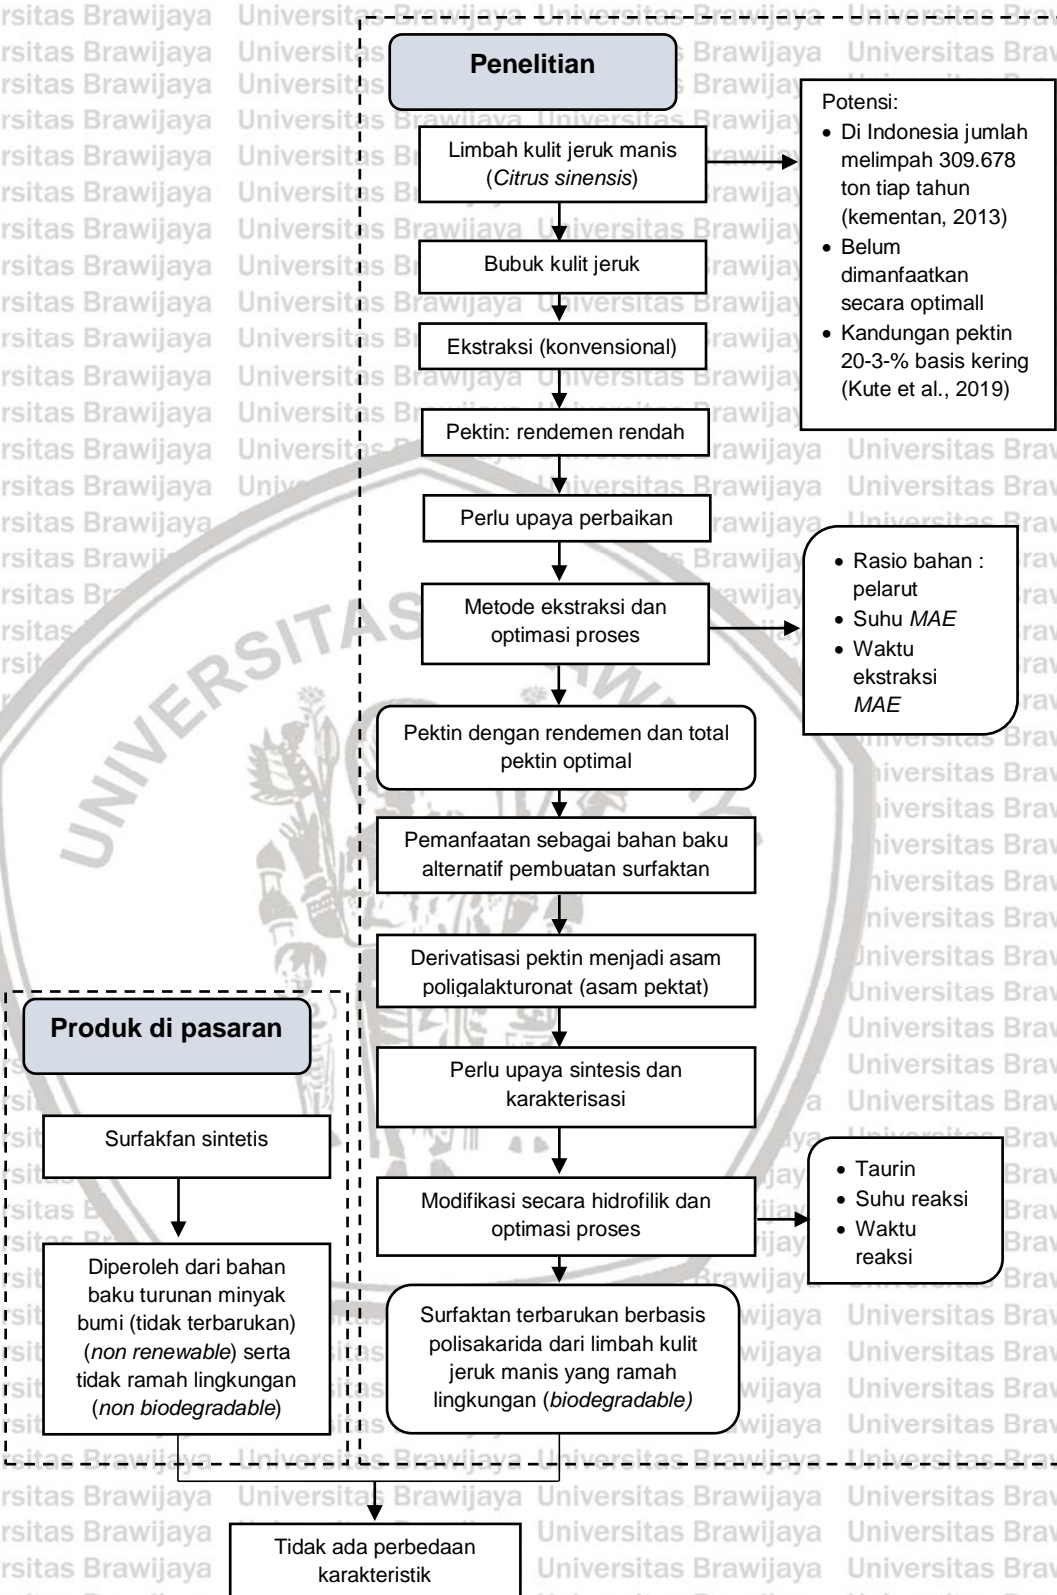 Penelitian
Limbah kulit jeruk manis
(Citrus sinensis)
Potensi:
• Di Indonesia jumlah
melimpah 309.678
ton tiap tahun
(kementan, 2013)
• Belum
dimanfaatkan
secara optimall
• Kandungan pektin
20-3-% basis kering
(Kute et al., 2019)
Bubuk kulit jeruk
Ekstraksi (konvensional)
Pektin: rendemen rendah
Perlu upaya perbaikan
Metode ekstraksi dan
optimasi proses
• Rasio bahan :
pelarut
• Suhu MAE
• Waktu
ekstraksi
MAE
Pektin dengan rendemen dan total
pektin optimal
Pemanfaatan sebagai bahan baku
alternatif pembuatan surfaktan
Derivatisasi pektin menjadi asam
poligalakturonat (asam pektat)
Perlu upaya sintesis dan
karakterisasi
Modifikasi secara hidrofilik dan
optimasi proses
• Taurin
• Suhu reaksi
• Waktu
reaksi
Surfaktan terbarukan berbasis
polisakarida dari limbah kulit
jeruk manis yang ramah
lingkungan (biodegradable)
Produk di pasaran
Surfakfan sintetis
Diperoleh dari bahan
baku turunan minyak
bumi (tidak terbarukan)
(non renewable) serta
tidak ramah lingkungan
(non biodegradable)
Tidak ada perbedaan
karakteristik
UNIVERSITAS
Universitas Brawijaya